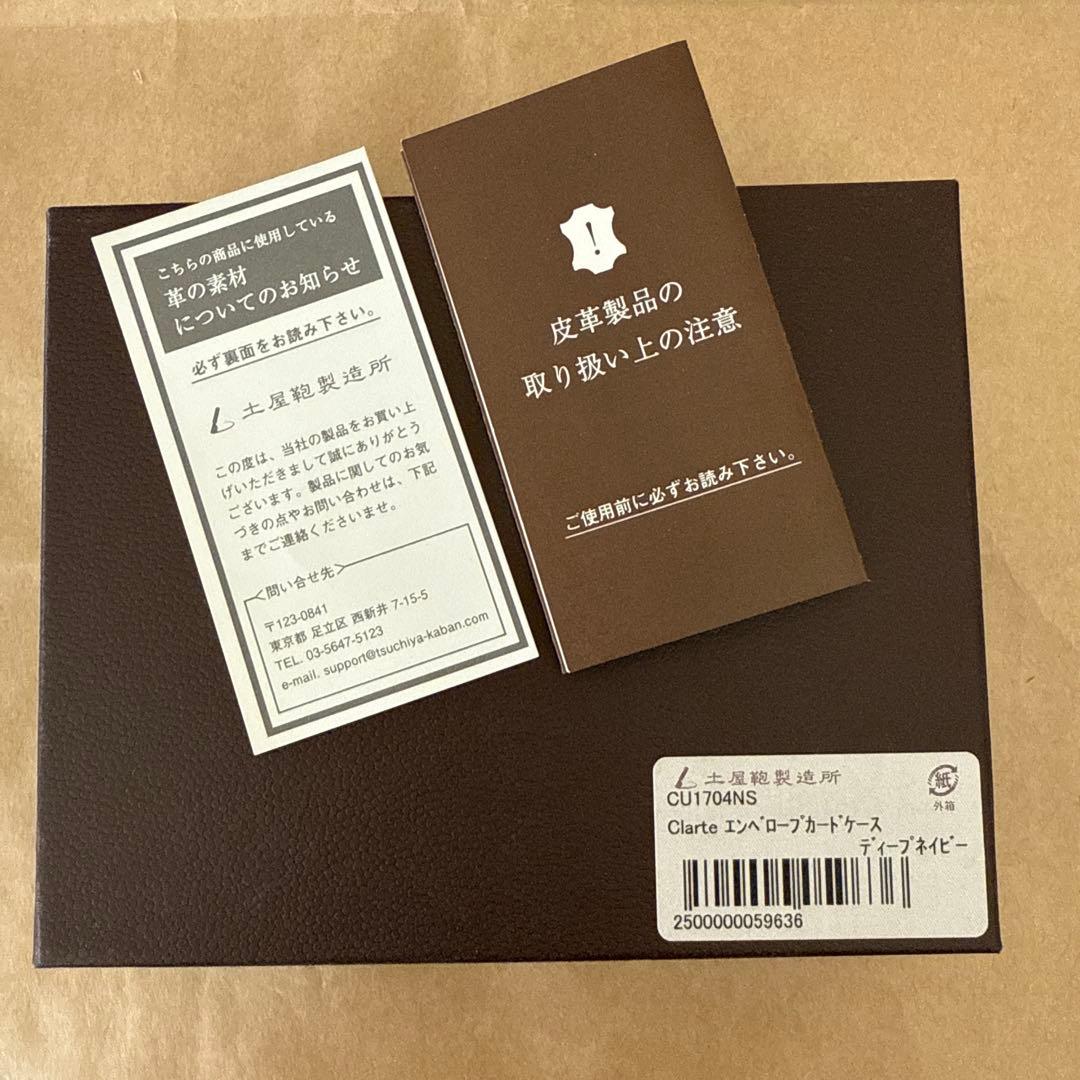 こちらの商品に使用している
革の素材
についてのお知らせ
必ず裏面をお読み下さい。
土屋鞄製造所
この度は、当社の製品をお買い上
げいただきまして誠にありがとう
ございます。製品に関してのお気
づきの点やお問い合わせは、下記
までご連絡くださいませ。
問い合せ先
〒123-0841
東京都 足立区 西新井 7-15-5
TEL. 03-5647-5123
e-mail. support@tsuchiya-kaban.com
!
皮革製品の
取り扱い上の注意
ご使用前に必ずお読み下さい。
土屋鞄製造所
紙
外箱
CU1704NS
Clarte エンベロープカードケース
ディープネイビー
2500000059636